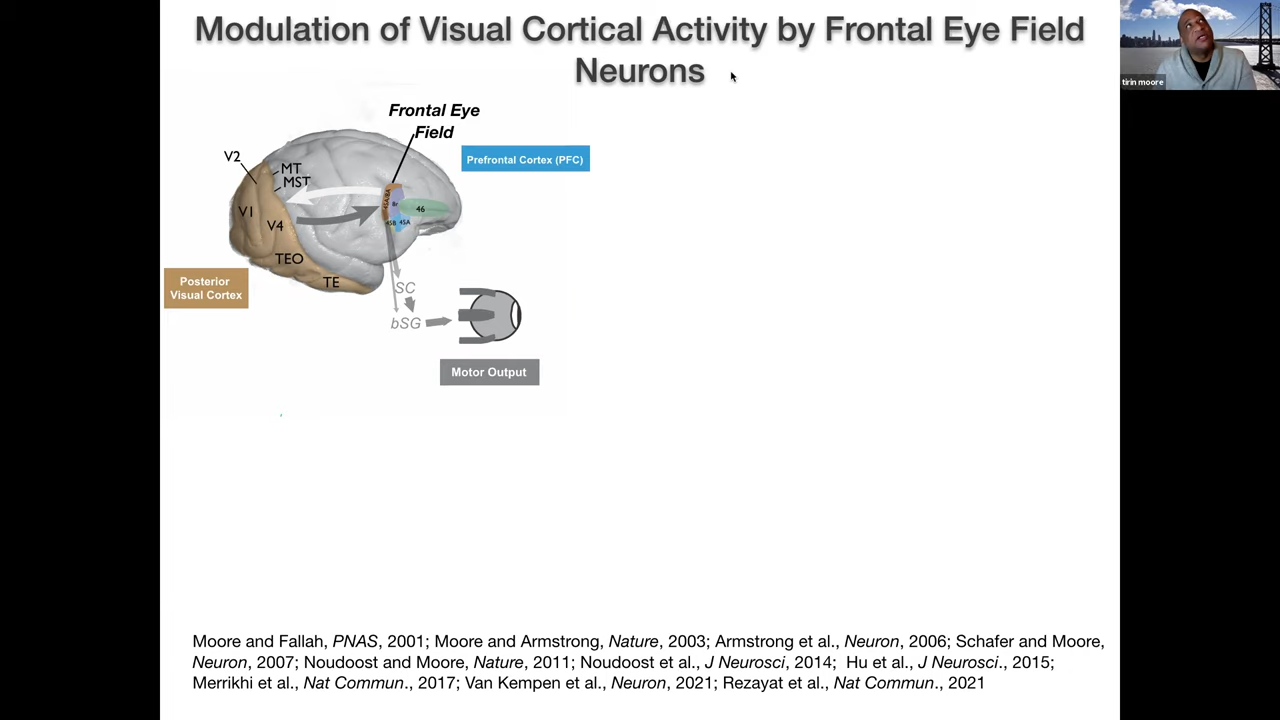 Modulation of Visual Cortical Activity by Frontal Eye Field
Neurons
tirin moore
Frontal Eye
Field
Prefrontal Cortex (PFC)
V2
MT
MST
V1
V4
TEO
TE
8r
46
45B
45A
Posterior
Visual Cortex
SC
bSG
Motor Output
Moore and Fallah, PNAS, 2001; Moore and Armstrong, Nature, 2003; Armstrong et al., Neuron, 2006; Schafer and Moore,
Neuron, 2007; Noudoost and Moore, Nature, 2011; Noudoost et al., J Neurosci, 2014; Hu et al., J Neurosci., 2015;
Merrikhi et al., Nat Commun., 2017; Van Kempen et al., Neuron, 2021; Rezayat et al., Nat Commun., 2021